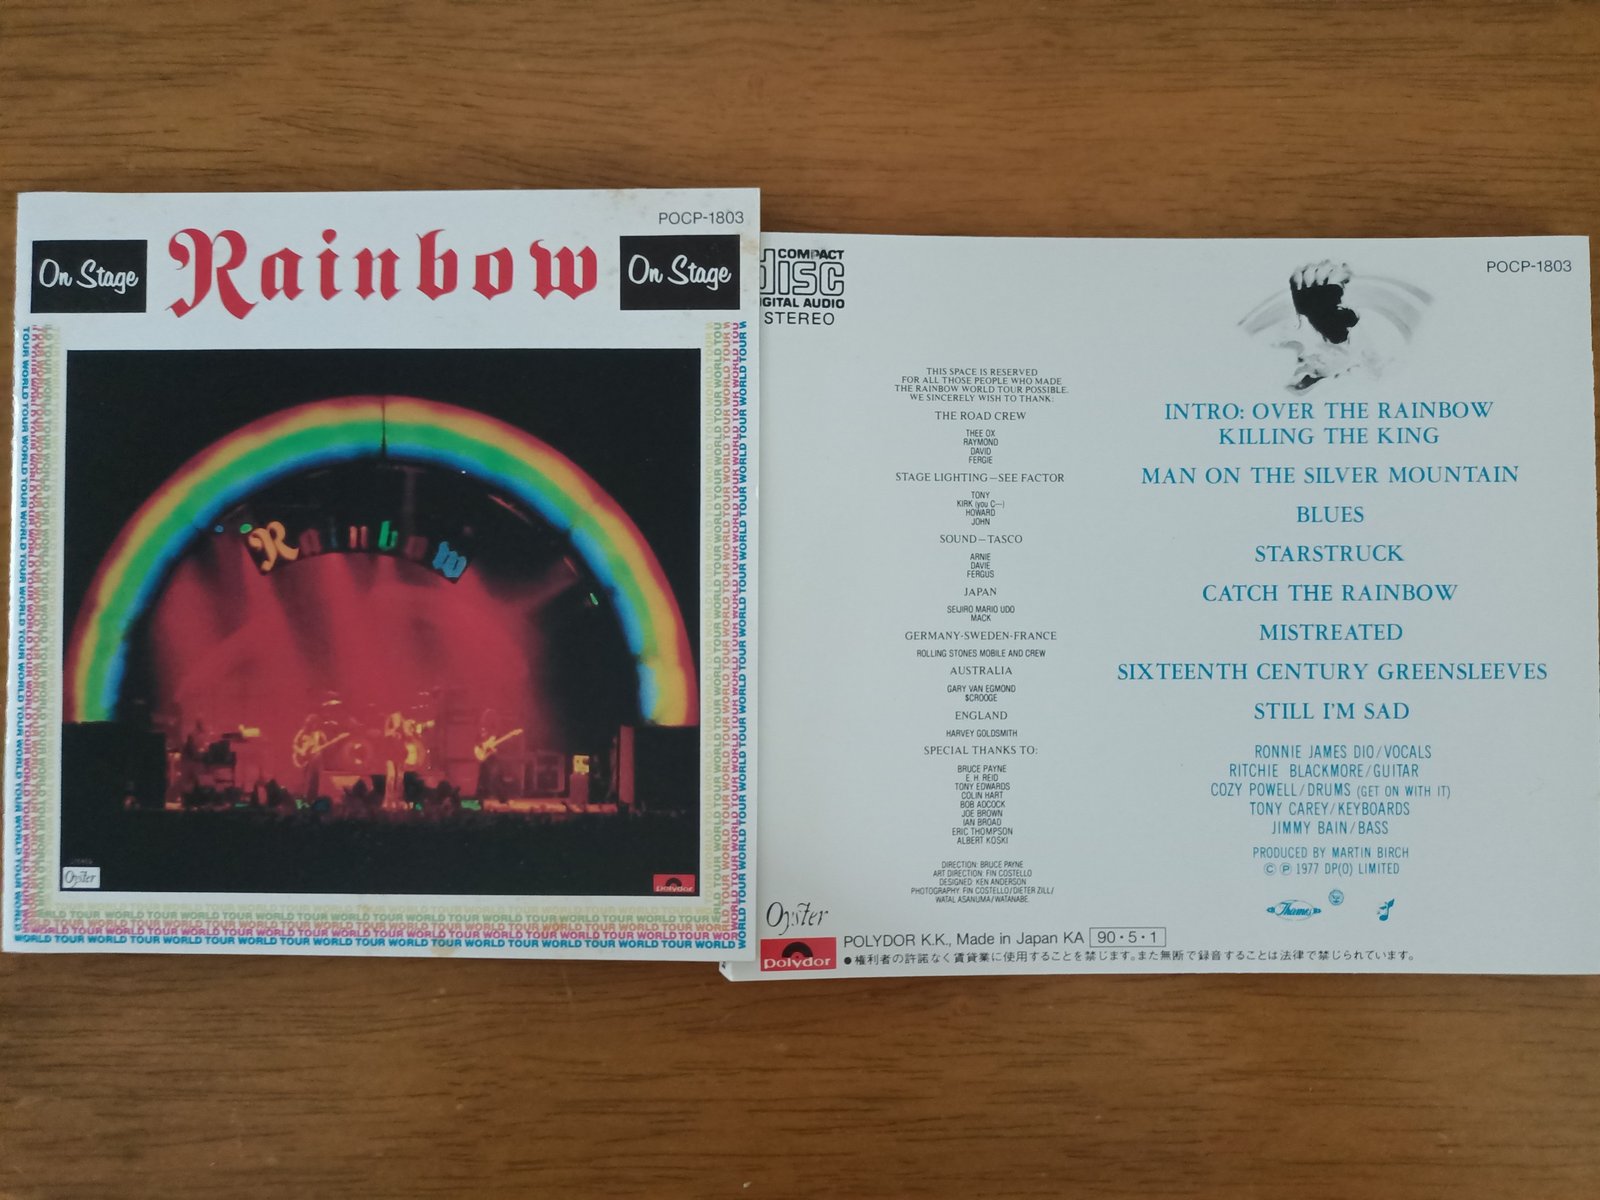 POCP-1803
On Stage
Rainbow
On Stage
WORLD TOUR WORLD TOUR WORLD TOUR WORLD TOUR
Rainbow
Oyster
polydor
COMPACT
disc
DIGITAL AUDIO
STEREO
POCP-1803
THIS SPACE IS RESERVED
FOR ALL THOSE PEOPLE WHO MADE
THE RAINBOW WORLD TOUR POSSIBLE.
WE SINCERELY WISH TO THANK:
THE ROAD CREW
THEE OX
RAYMOND
DAVID
FERGIE
STAGE LIGHTING—SEE FACTOR
TONY
KIRK (you C---)
HOWARD
JOHN
SOUND—TASCO
ARNIE
DAVIE
FERGUS
JAPAN
SEIJIRO MARIO UDO
MACK
GERMANY-SWEDEN-FRANCE
ROLLING STONES MOBILE AND CREW
AUSTRALIA
GARY VAN EGMOND
SCROOGE
ENGLAND
HARVEY GOLDSMITH
SPECIAL THANKS TO:
BRUCE PAYNE
E. H. REID
TONY EDWARDS
COLIN HART
BOB ADCOCK
JOE BROWN
IAN BROAD
ERIC THOMPSON
ALBERT KOSKI
DIRECTION: BRUCE PAYNE
ART DIRECTION: FIN COSTELLO
DESIGNED: KEN ANDERSON
PHOTOGRAPHY: FIN COSTELLO/DIETER ZILL/
WATAL ASANUMA/WATANABE.
INTRO: OVER THE RAINBOW
KILLING THE KING
MAN ON THE SILVER MOUNTAIN
BLUES
STARSTRUCK
CATCH THE RAINBOW
MISTREATED
SIXTEENTH CENTURY GREENSLEEVES
STILL I'M SAD
RONNIE JAMES DIO/VOCALS
RITCHIE BLACKMORE/GUITAR
COZY POWELL/DRUMS (GET ON WITH IT)
TONY CAREY/KEYBOARDS
JIMMY BAIN/BASS
PRODUCED BY MARTIN BIRCH
© ℗ 1977 DP(O) LIMITED
Thames
Oyster
polydor
POLYDOR K.K., Made in Japan KA 90・5・1
●権利者の許諾なく賃貸業に使用することを禁じます。また無断で録音することは法律で禁じられています。